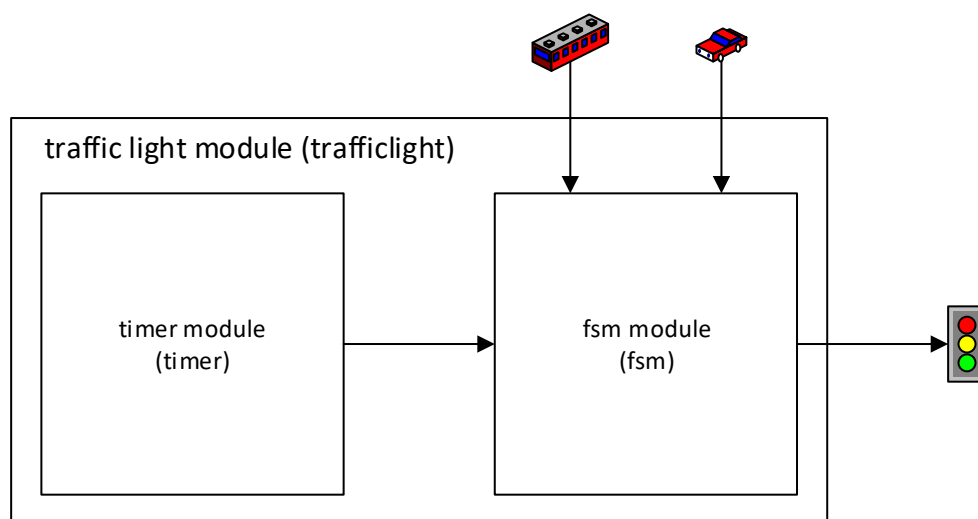 traffic light module (trafficlight)
timer module
(timer)
fsm module
(fsm)